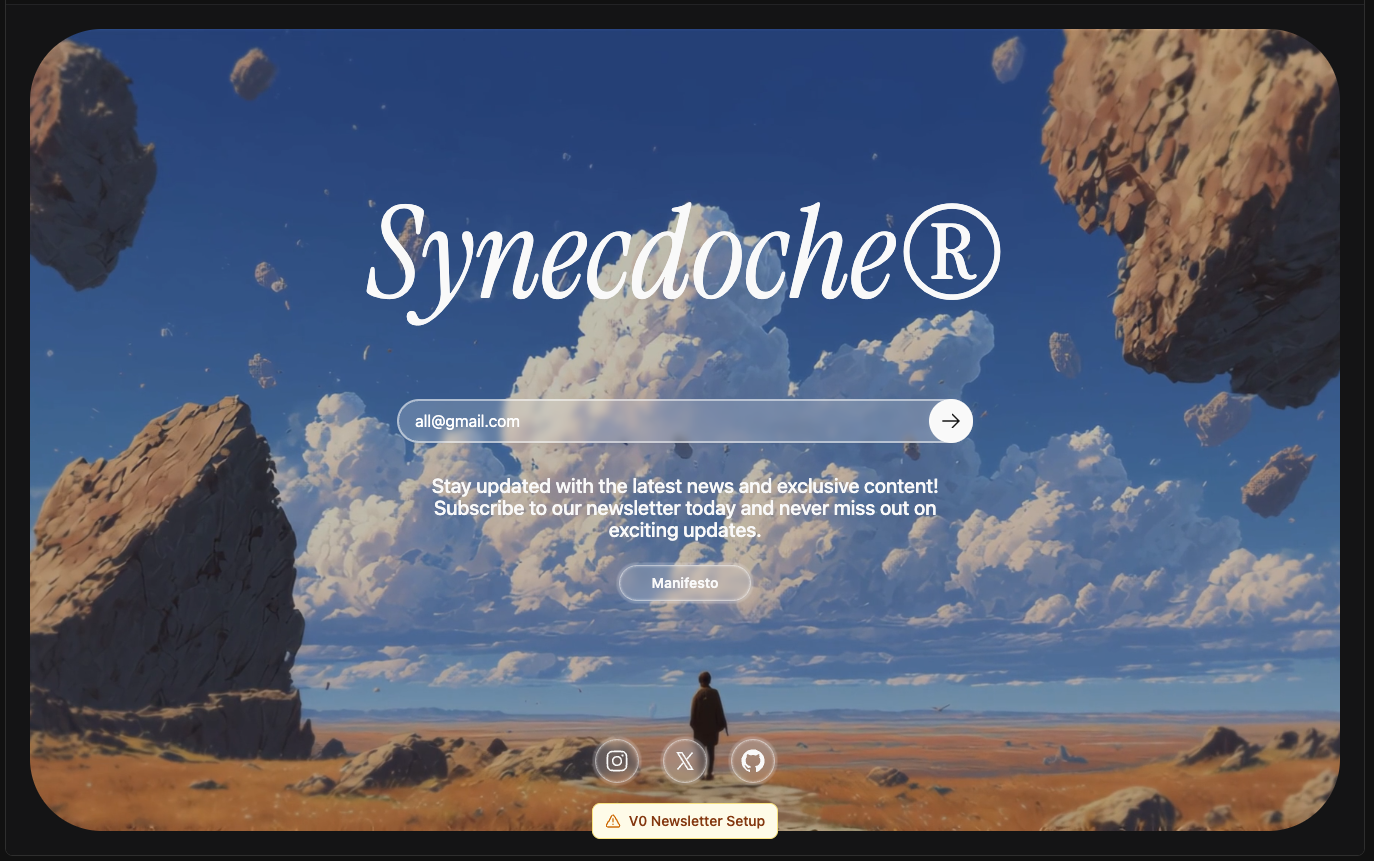 Synecdoche®
all@gmail.com
Stay updated with the latest news and exclusive content!
Subscribe to our newsletter today and never miss out on
exciting updates.
Manifesto
V0 Newsletter Setup